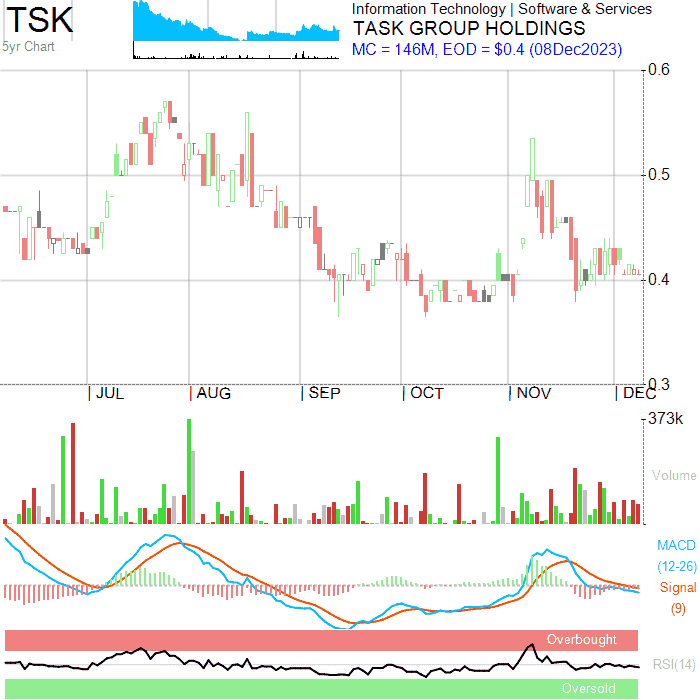 TSK
5yr Chart
Information Technology | Software & Services
TASK GROUP HOLDINGS
MC = 146M, EOD = $0.4 (08Dec2023)
0.6
0.5
0.4
0.3
JUL AUG SEP OCT NOV DEC
373k
Volume
MACD
(12-26)
Signal
(9)
Overbought
RSI(14)
Oversold